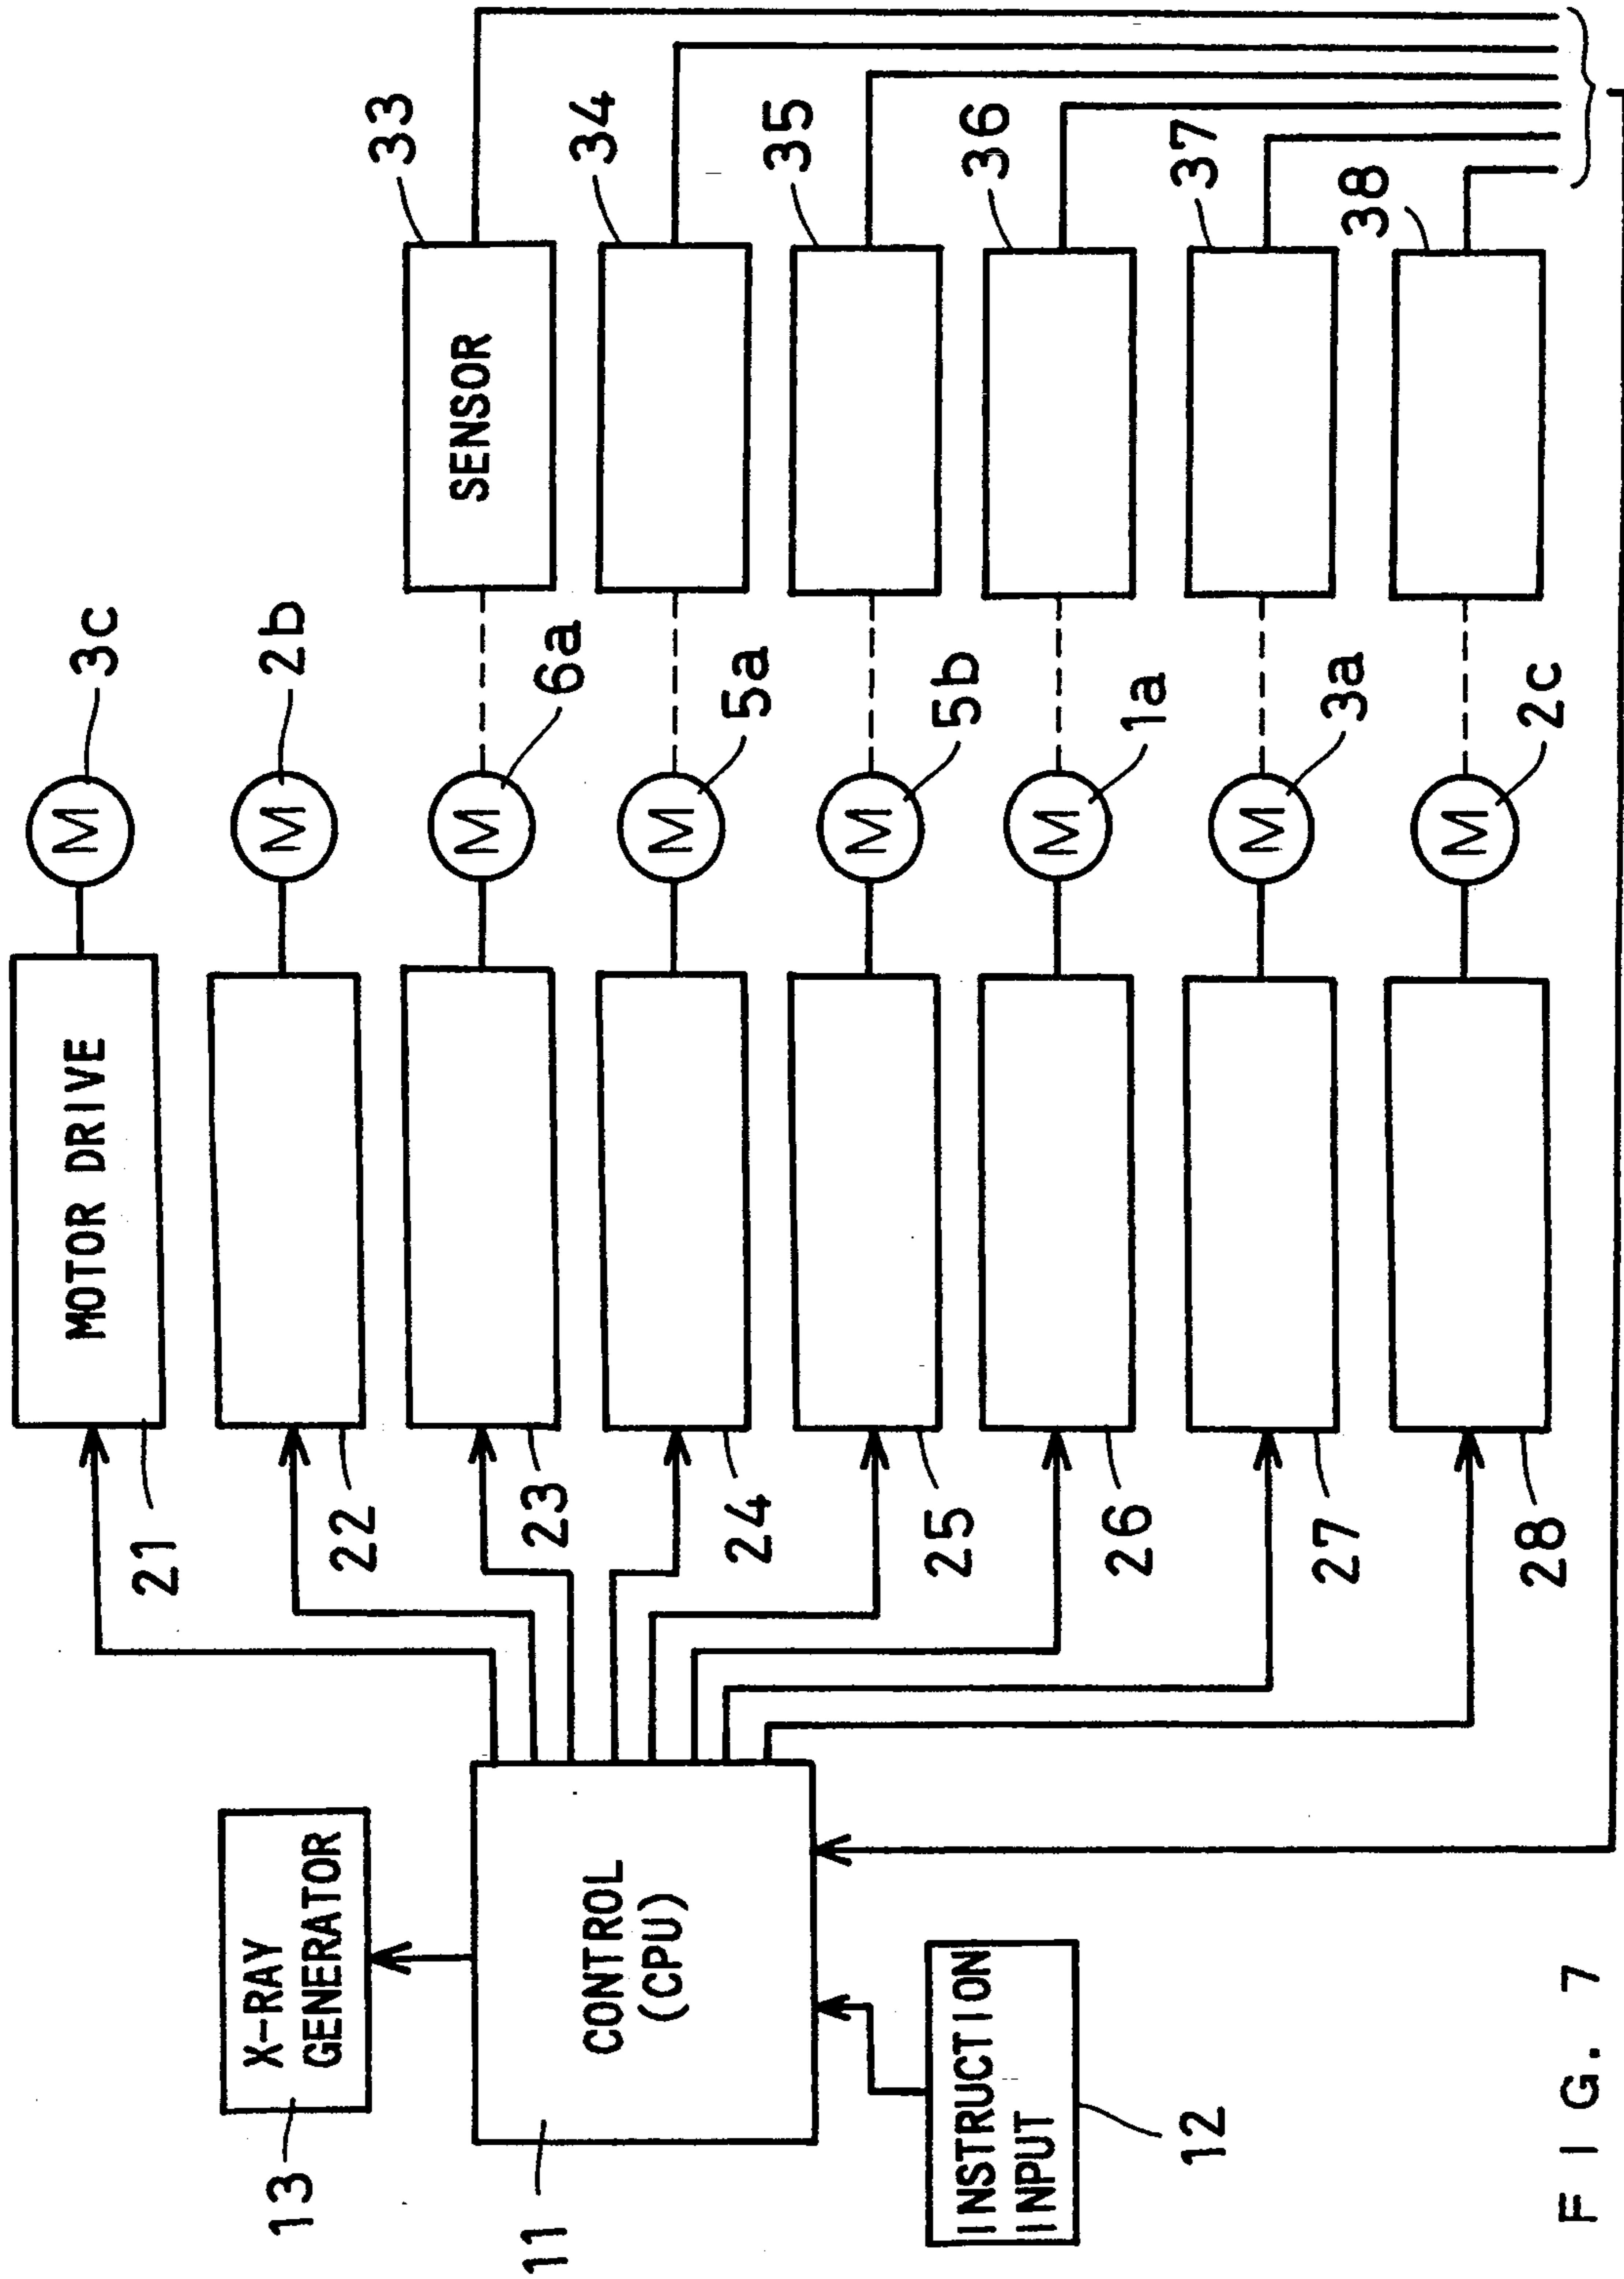 MOTOR DRIVE
21
3c
22
2b
13
X-RAY
GENERATOR
23
6a
SENSOR
33
24
5a
34
11
CONTROL
(CPU)
25
5b
35
26
1a
36
12
INSTRUCTION
INPUT
27
3a
37
28
2c
38
M
M
M
M
M
M
M
M
FIG. 7